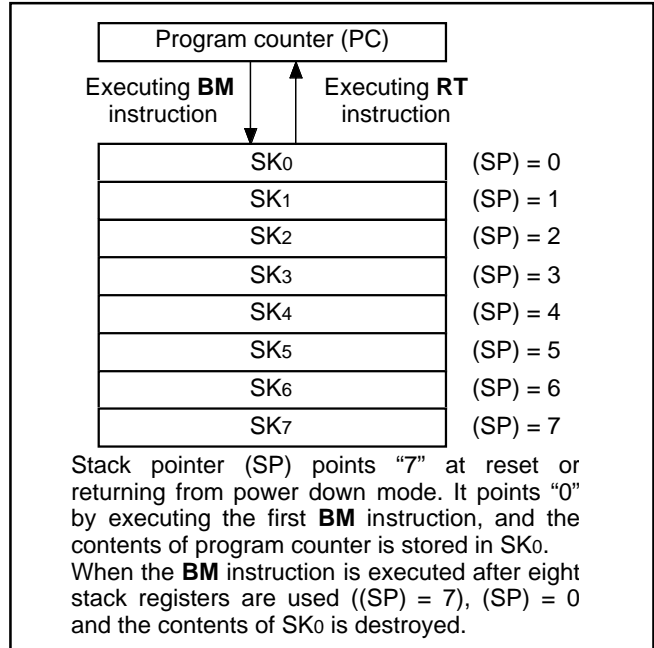 Program counter (PC)
Executing BM
instruction
Executing RT
instruction
SK0 (SP) = 0
SK1 (SP) = 1
SK2 (SP) = 2
SK3 (SP) = 3
SK4 (SP) = 4
SK5 (SP) = 5
SK6 (SP) = 6
SK7 (SP) = 7
Stack pointer (SP) points “7” at reset or
returning from power down mode. It points “0”
by executing the first BM instruction, and the
contents of program counter is stored in SK0.
When the BM instruction is executed after eight
stack registers are used ((SP) = 7), (SP) = 0
and the contents of SK0 is destroyed.